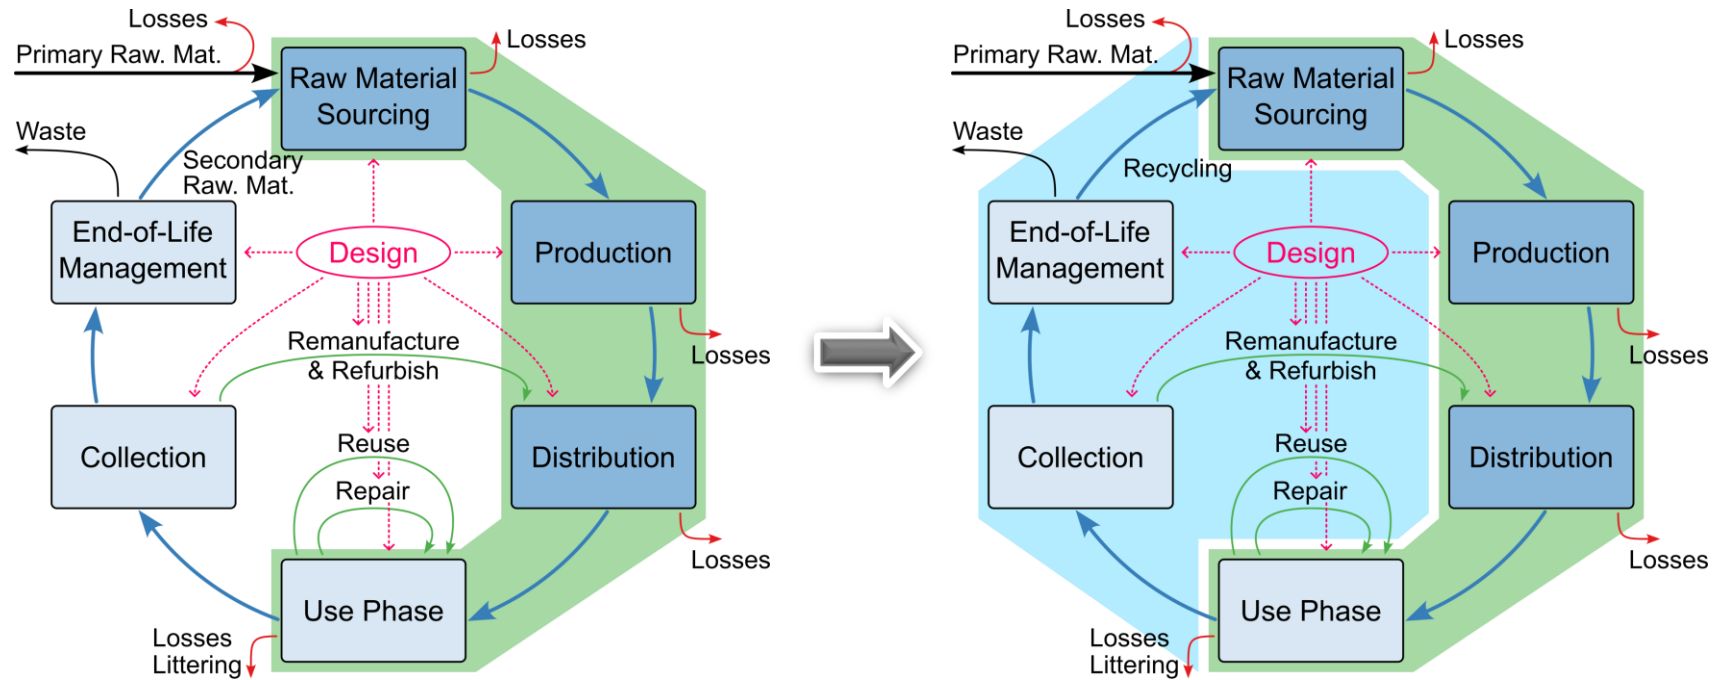 Losses
Primary Raw. Mat.
Losses
Raw Material
Sourcing
Waste
Secondary
Raw. Mat.
End-of-Life
Management
Design
Production
Remanufacture
& Refurbish
Losses
Collection
Reuse
Repair
Distribution
Losses
Use Phase
Losses
Littering
Losses
Primary Raw. Mat.
Losses
Raw Material
Sourcing
Waste
Recycling
End-of-Life
Management
Design
Production
Remanufacture
& Refurbish
Losses
Collection
Reuse
Repair
Distribution
Losses
Use Phase
Losses
Littering